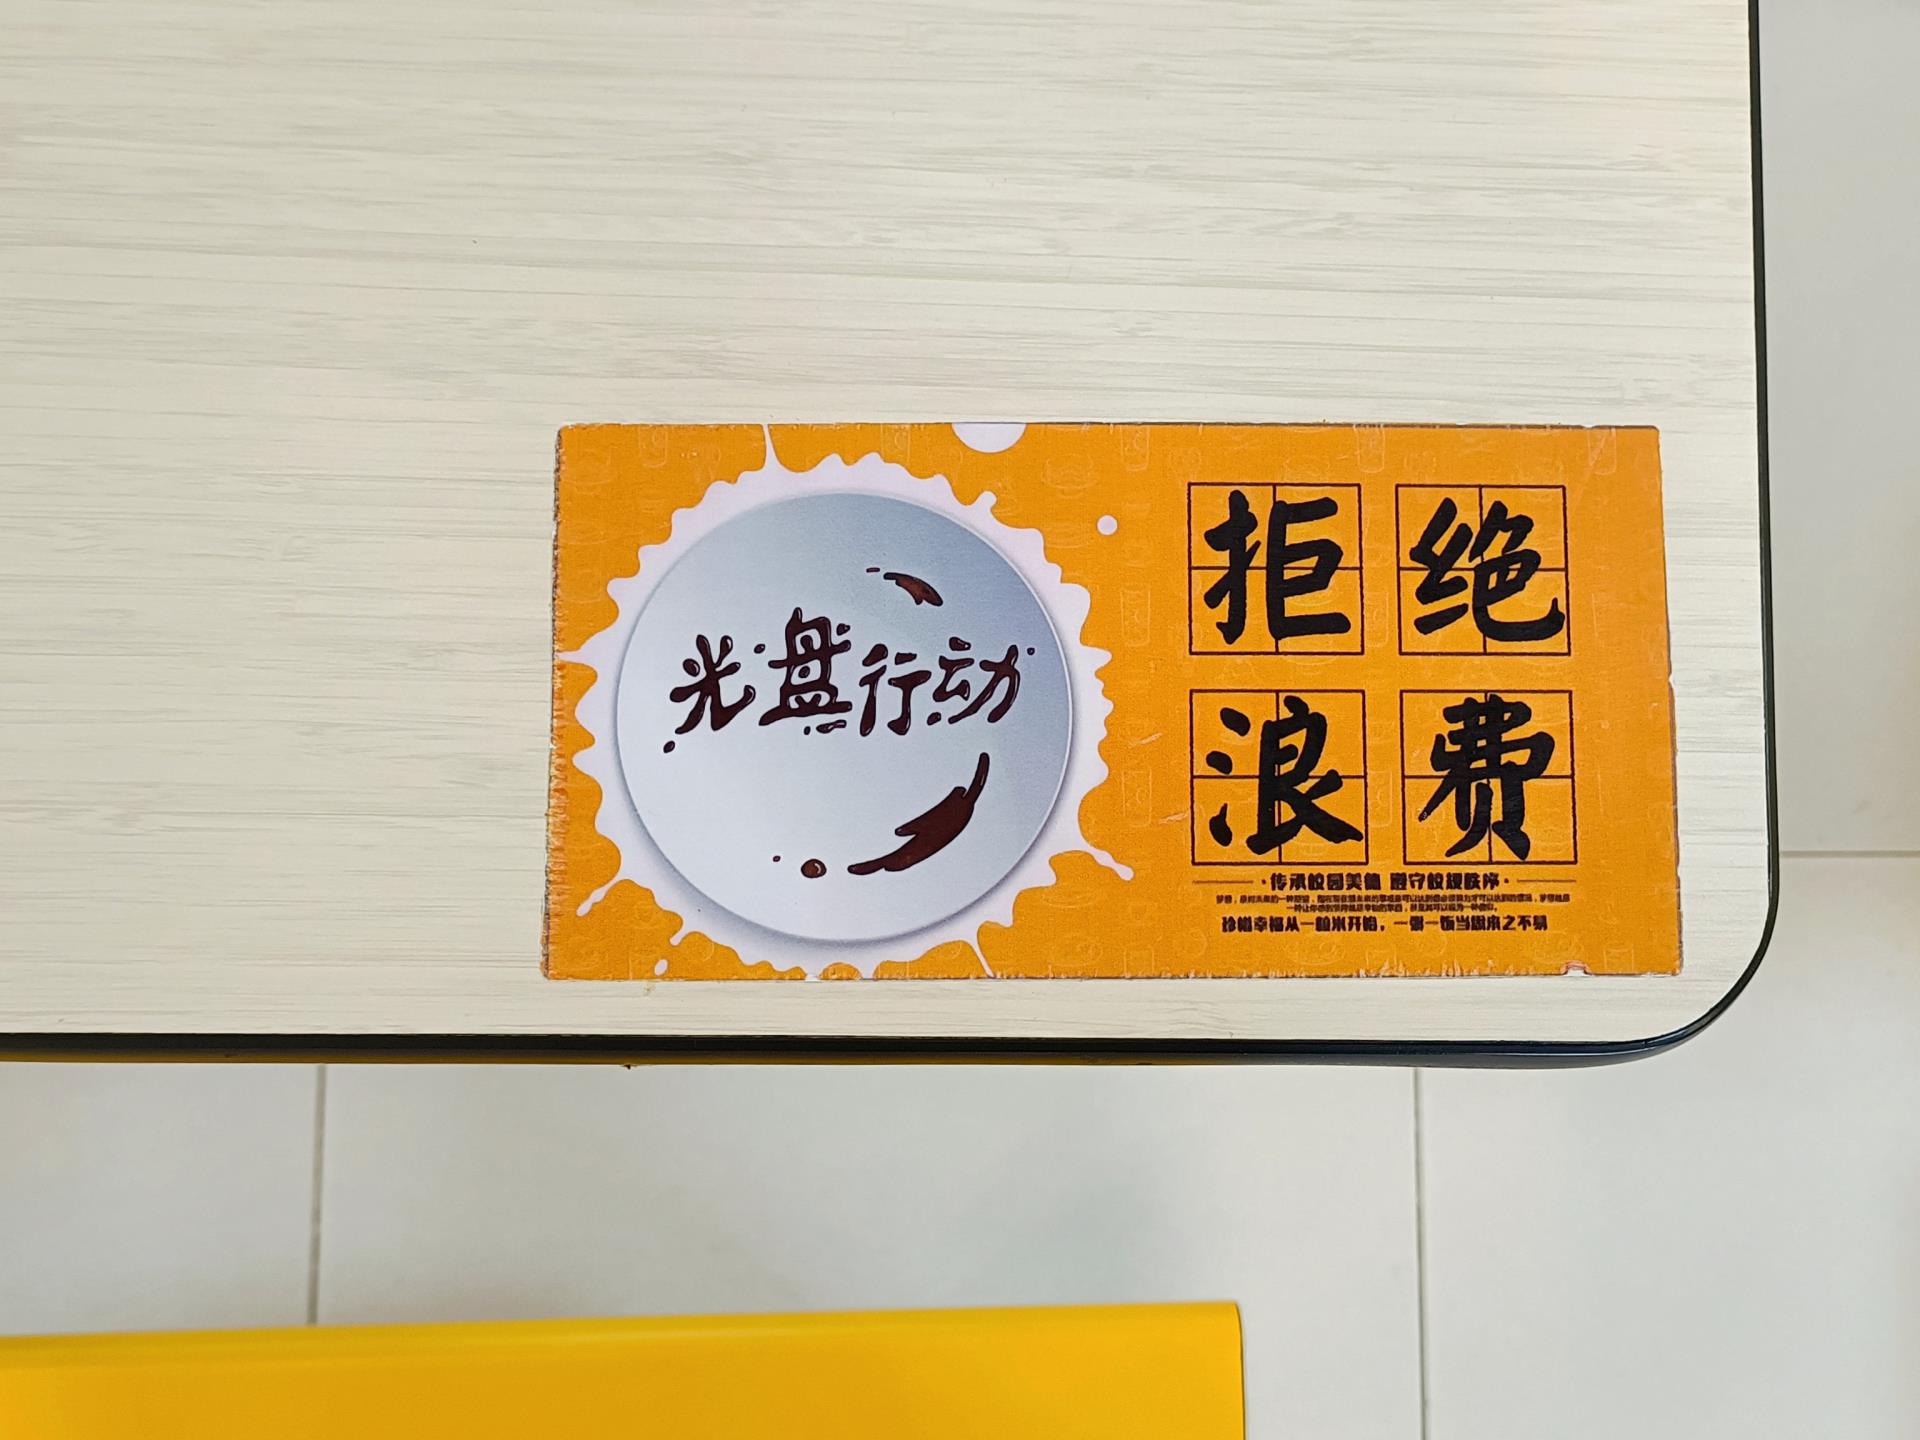 光盘行动
拒绝
浪费
·传承校园美德 遵守校规秩序·
珍惜幸福从一粒米开始，一粥一饭当思来之不易